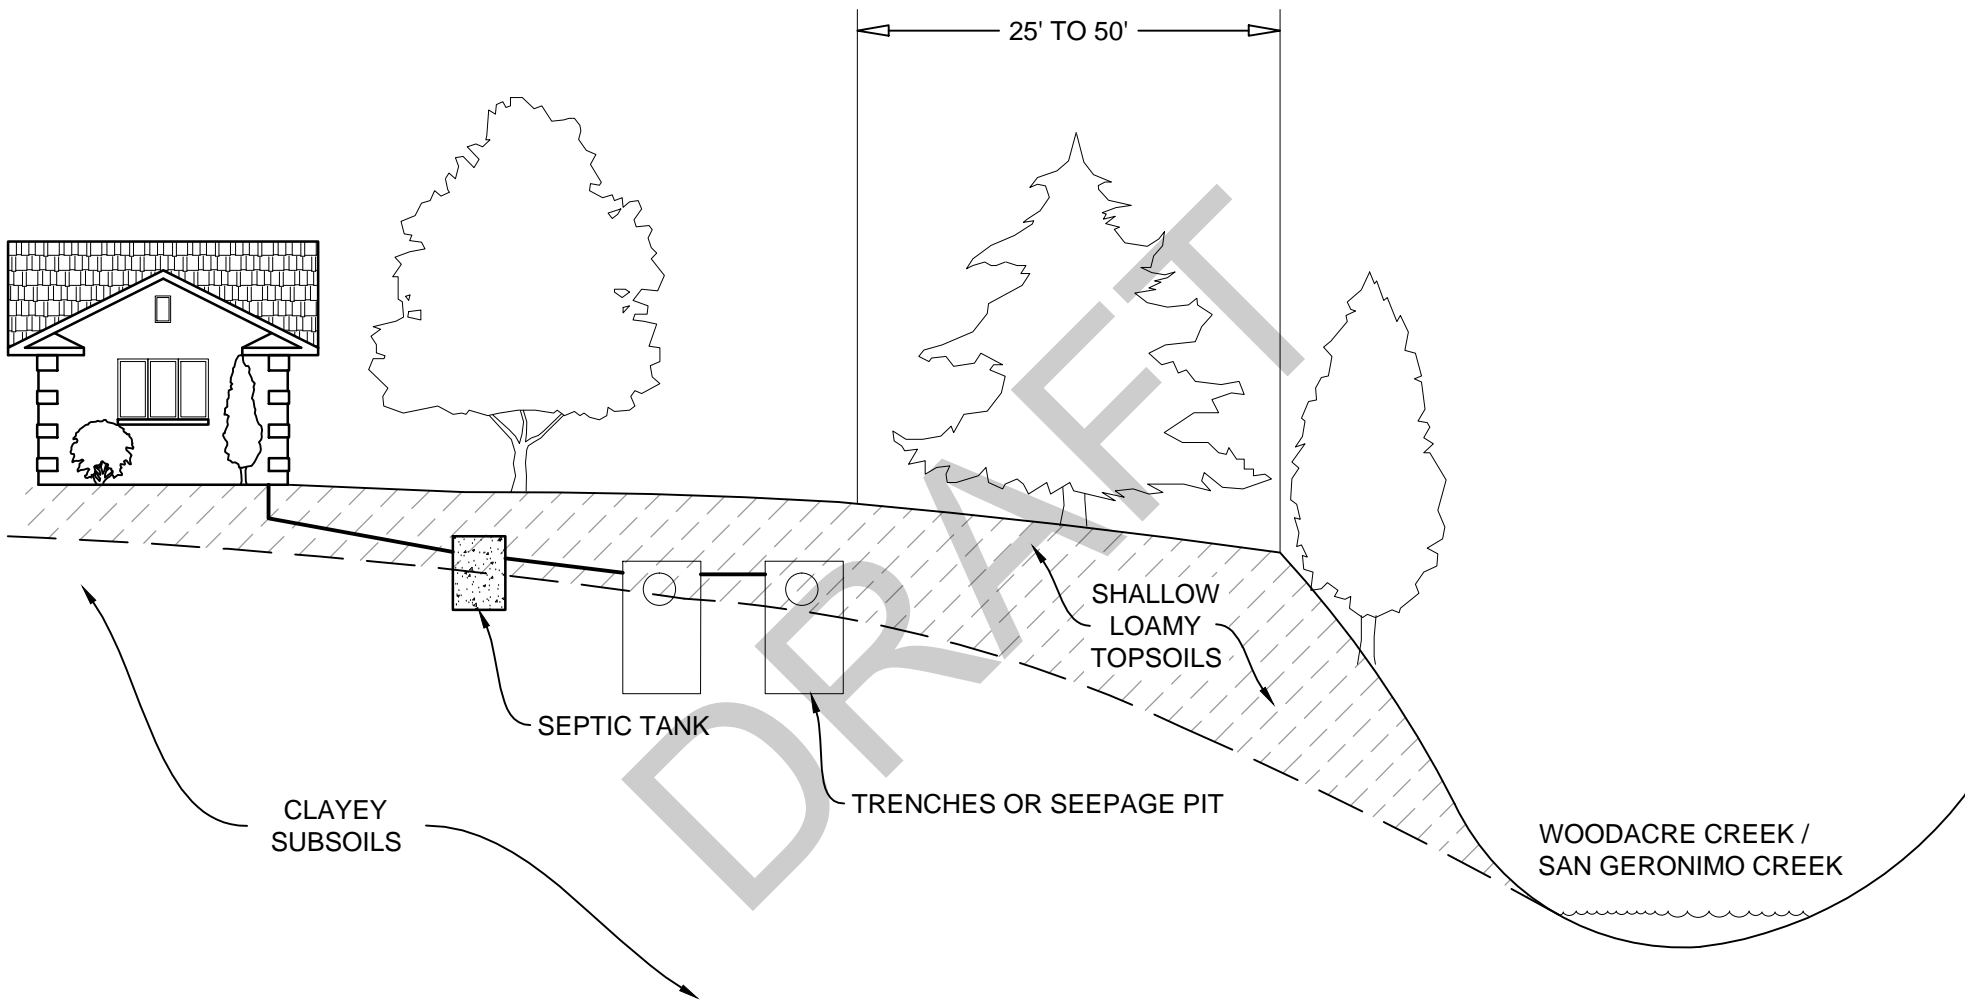 25' TO 50'
SHALLOW
LOAMY
TOPSOILS
SEPTIC TANK
TRENCHES OR SEEPAGE PIT
CLAYEY
SUBSOILS
WOODACRE CREEK /
SAN GERONIMO CREEK
DRAFT